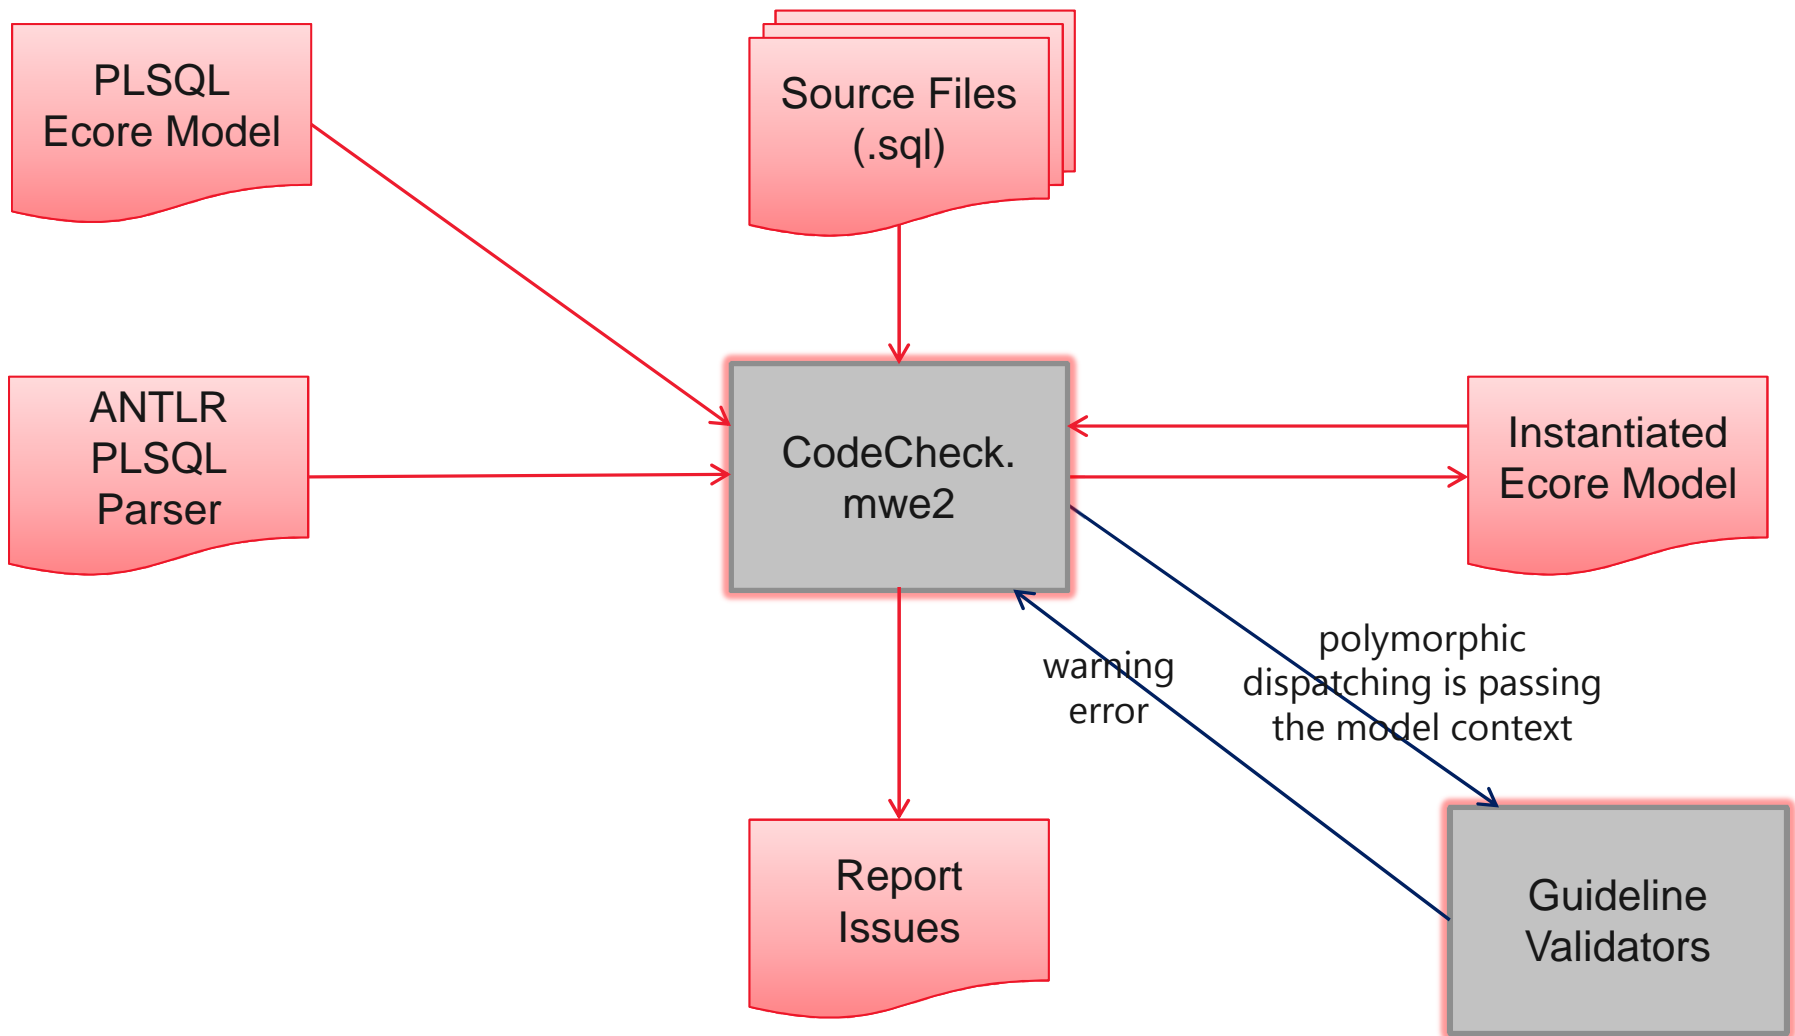 PLSQL
Ecore Model
Source Files
(.sql)
ANTLR
PLSQL
Parser
CodeCheck.
mwe2
Instantiated
Ecore Model
warning
error
polymorphic
dispatching is passing
the model context
Report
Issues
Guideline
Validators